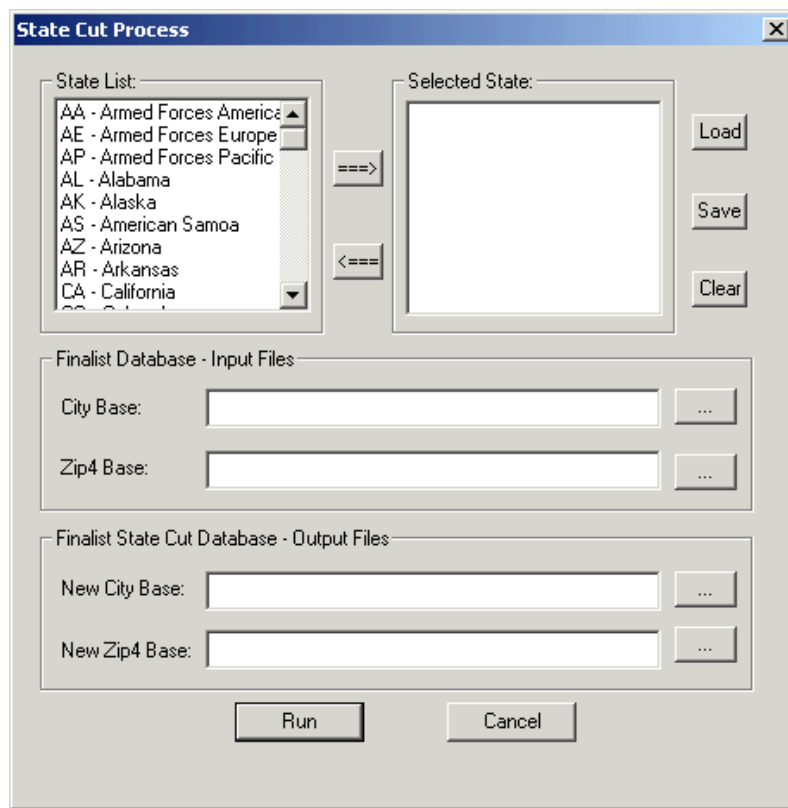 State Cut Process
State List:
AA - Armed Forces America
AE - Armed Forces Europe
AP - Armed Forces Pacific
AL - Alabama
AK - Alaska
AS - American Samoa
AZ - Arizona
AR - Arkansas
CA - California
===>
<===
Selected State:
Load
Save
Clear
Finalist Database - Input Files
City Base:
...
Zip4 Base:
...
Finalist State Cut Database - Output Files
New City Base:
...
New Zip4 Base:
...
Run
Cancel